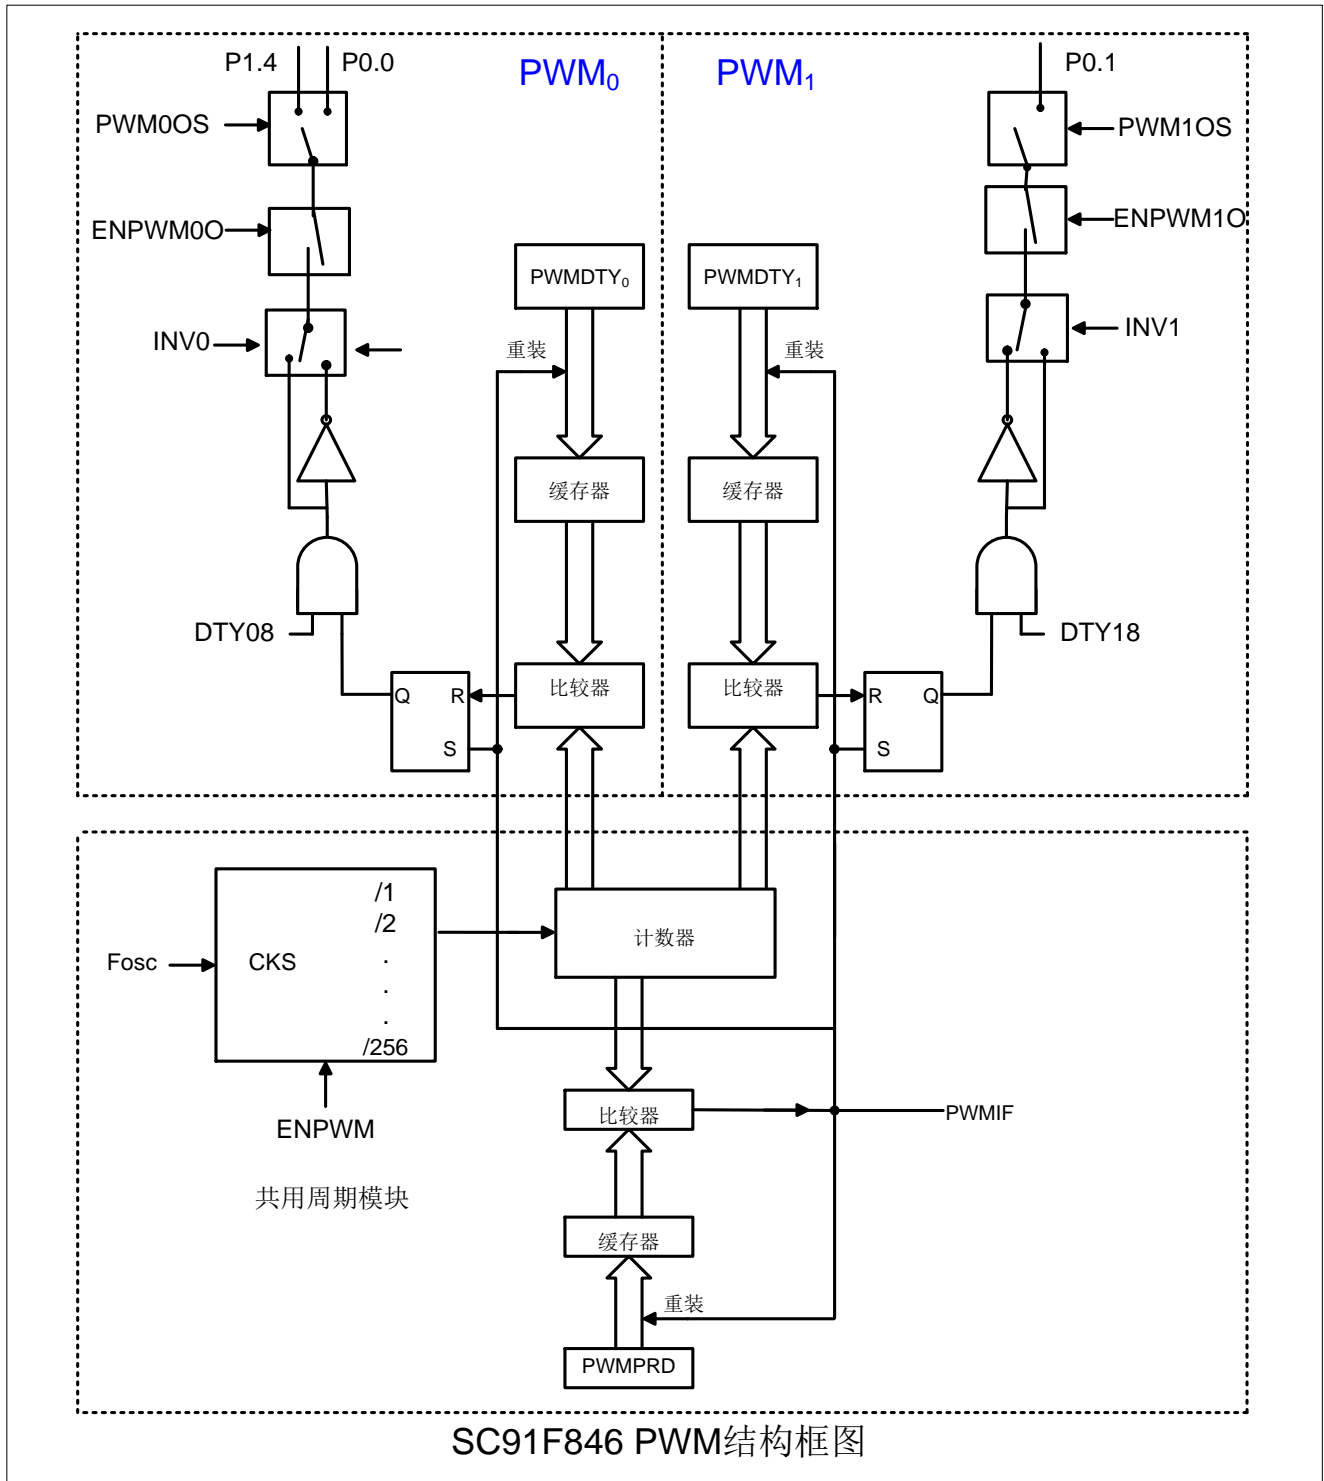 P1.4 P0.0
PWM₀
PWM₁
P0.1
PWM0OS
PWM1OS
ENPWM0O
ENPWM1O
PWMDTY₀
PWMDTY₁
INV0
INV1
重装
重装
缓存器
缓存器
DTY08
DTY18
Q R
S
比较器
比较器
R Q
S
Fosc
CKS
/1
/2
.
.
.
/256
计数器
ENPWM
比较器
PWMIF
共用周期模块
缓存器
重装
PWMPRD
SC91F846 PWM结构框图